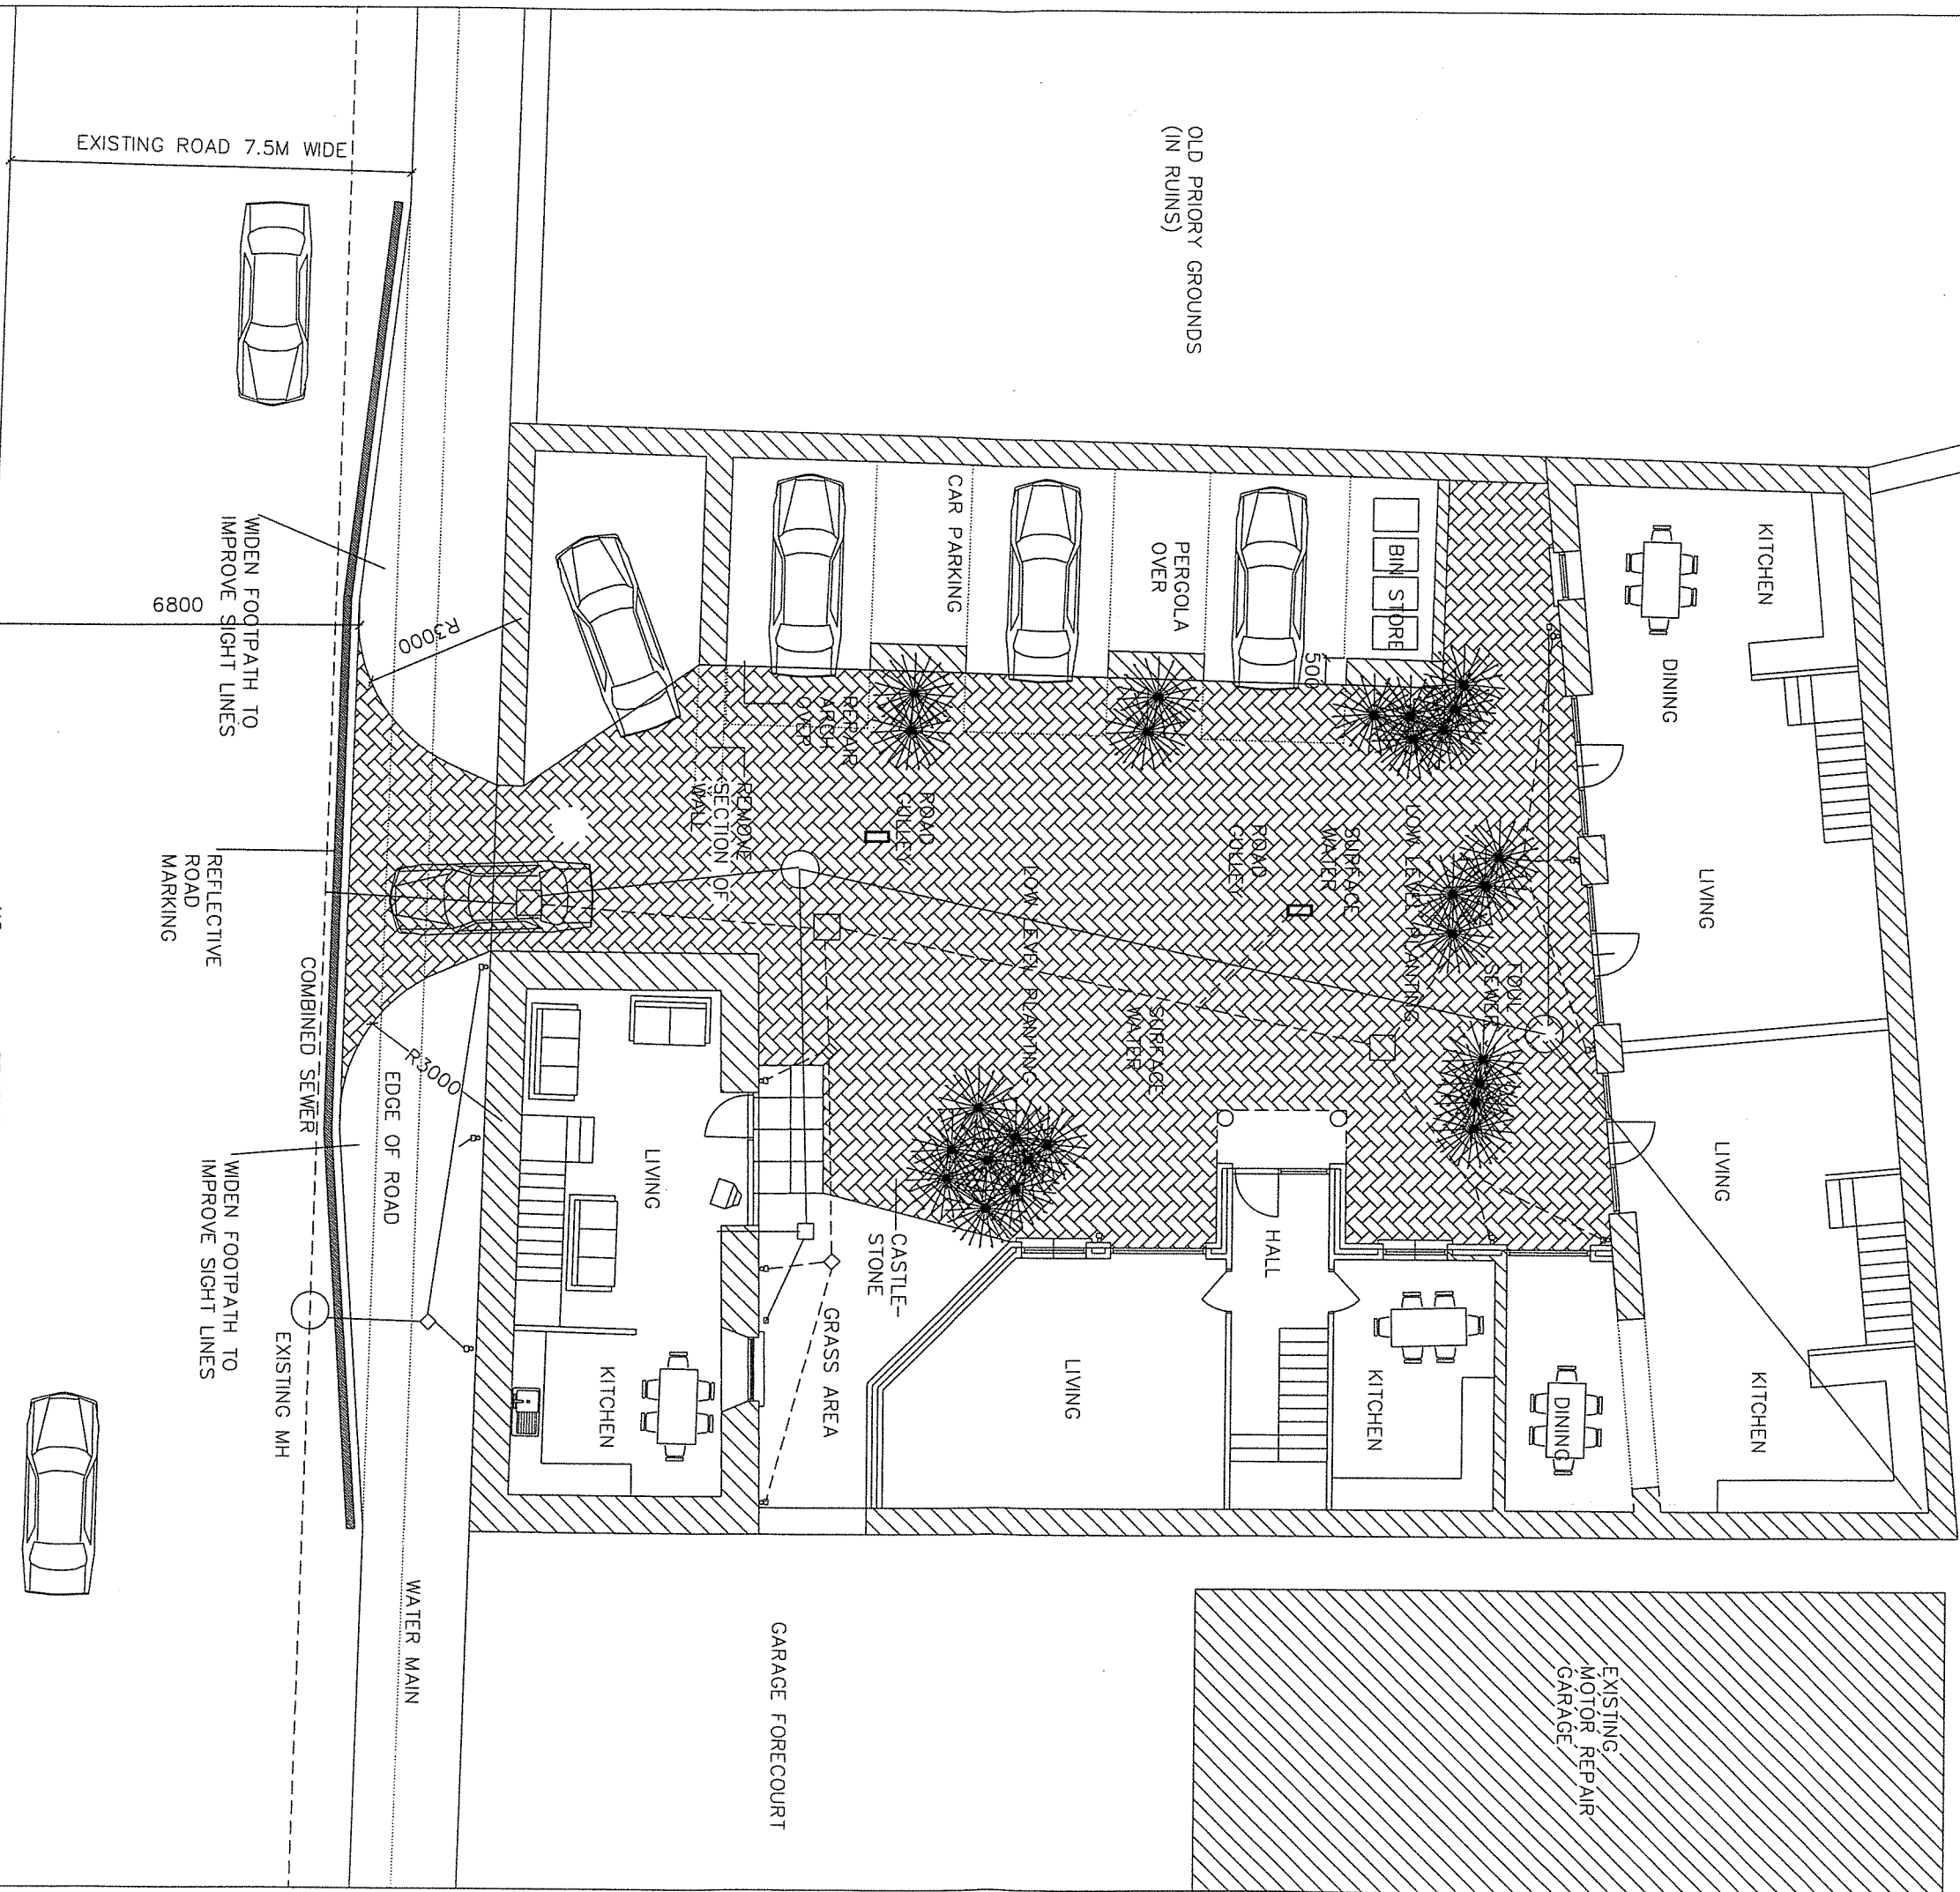 EXISTING ROAD 7.5M WIDE
OLD PRIORY GROUNDS
(IN RUINS)
WIDEN FOOTPATH TO
IMPROVE SIGHT LINES
6800
R3000
CAR PARKING
PERGOLA
OVER
BIN STORE
500
KITCHEN
DINING
LIVING
REPAIR
ARCH
OVER
REMOVE
SECTION OF
WALL
ROAD
GULLEY
ROAD
GULLEY
SURFACE
WATER
LOW LEVEL PLANTING
LOW LEVEL PLANTING
FOUL
SEWER
SURFACE
WATER
REFLECTIVE
ROAD
MARKING
COMBINED SEWER
R3000
EDGE OF ROAD
WIDEN FOOTPATH TO
IMPROVE SIGHT LINES
EXISTING MH
LIVING
KITCHEN
CASTLE-
STONE
GRASS AREA
LIVING
HALL
KITCHEN
DINING
LIVING
KITCHEN
WATER MAIN
GARAGE FORECOURT
EXISTING
MOTOR REPAIR
GARAGE